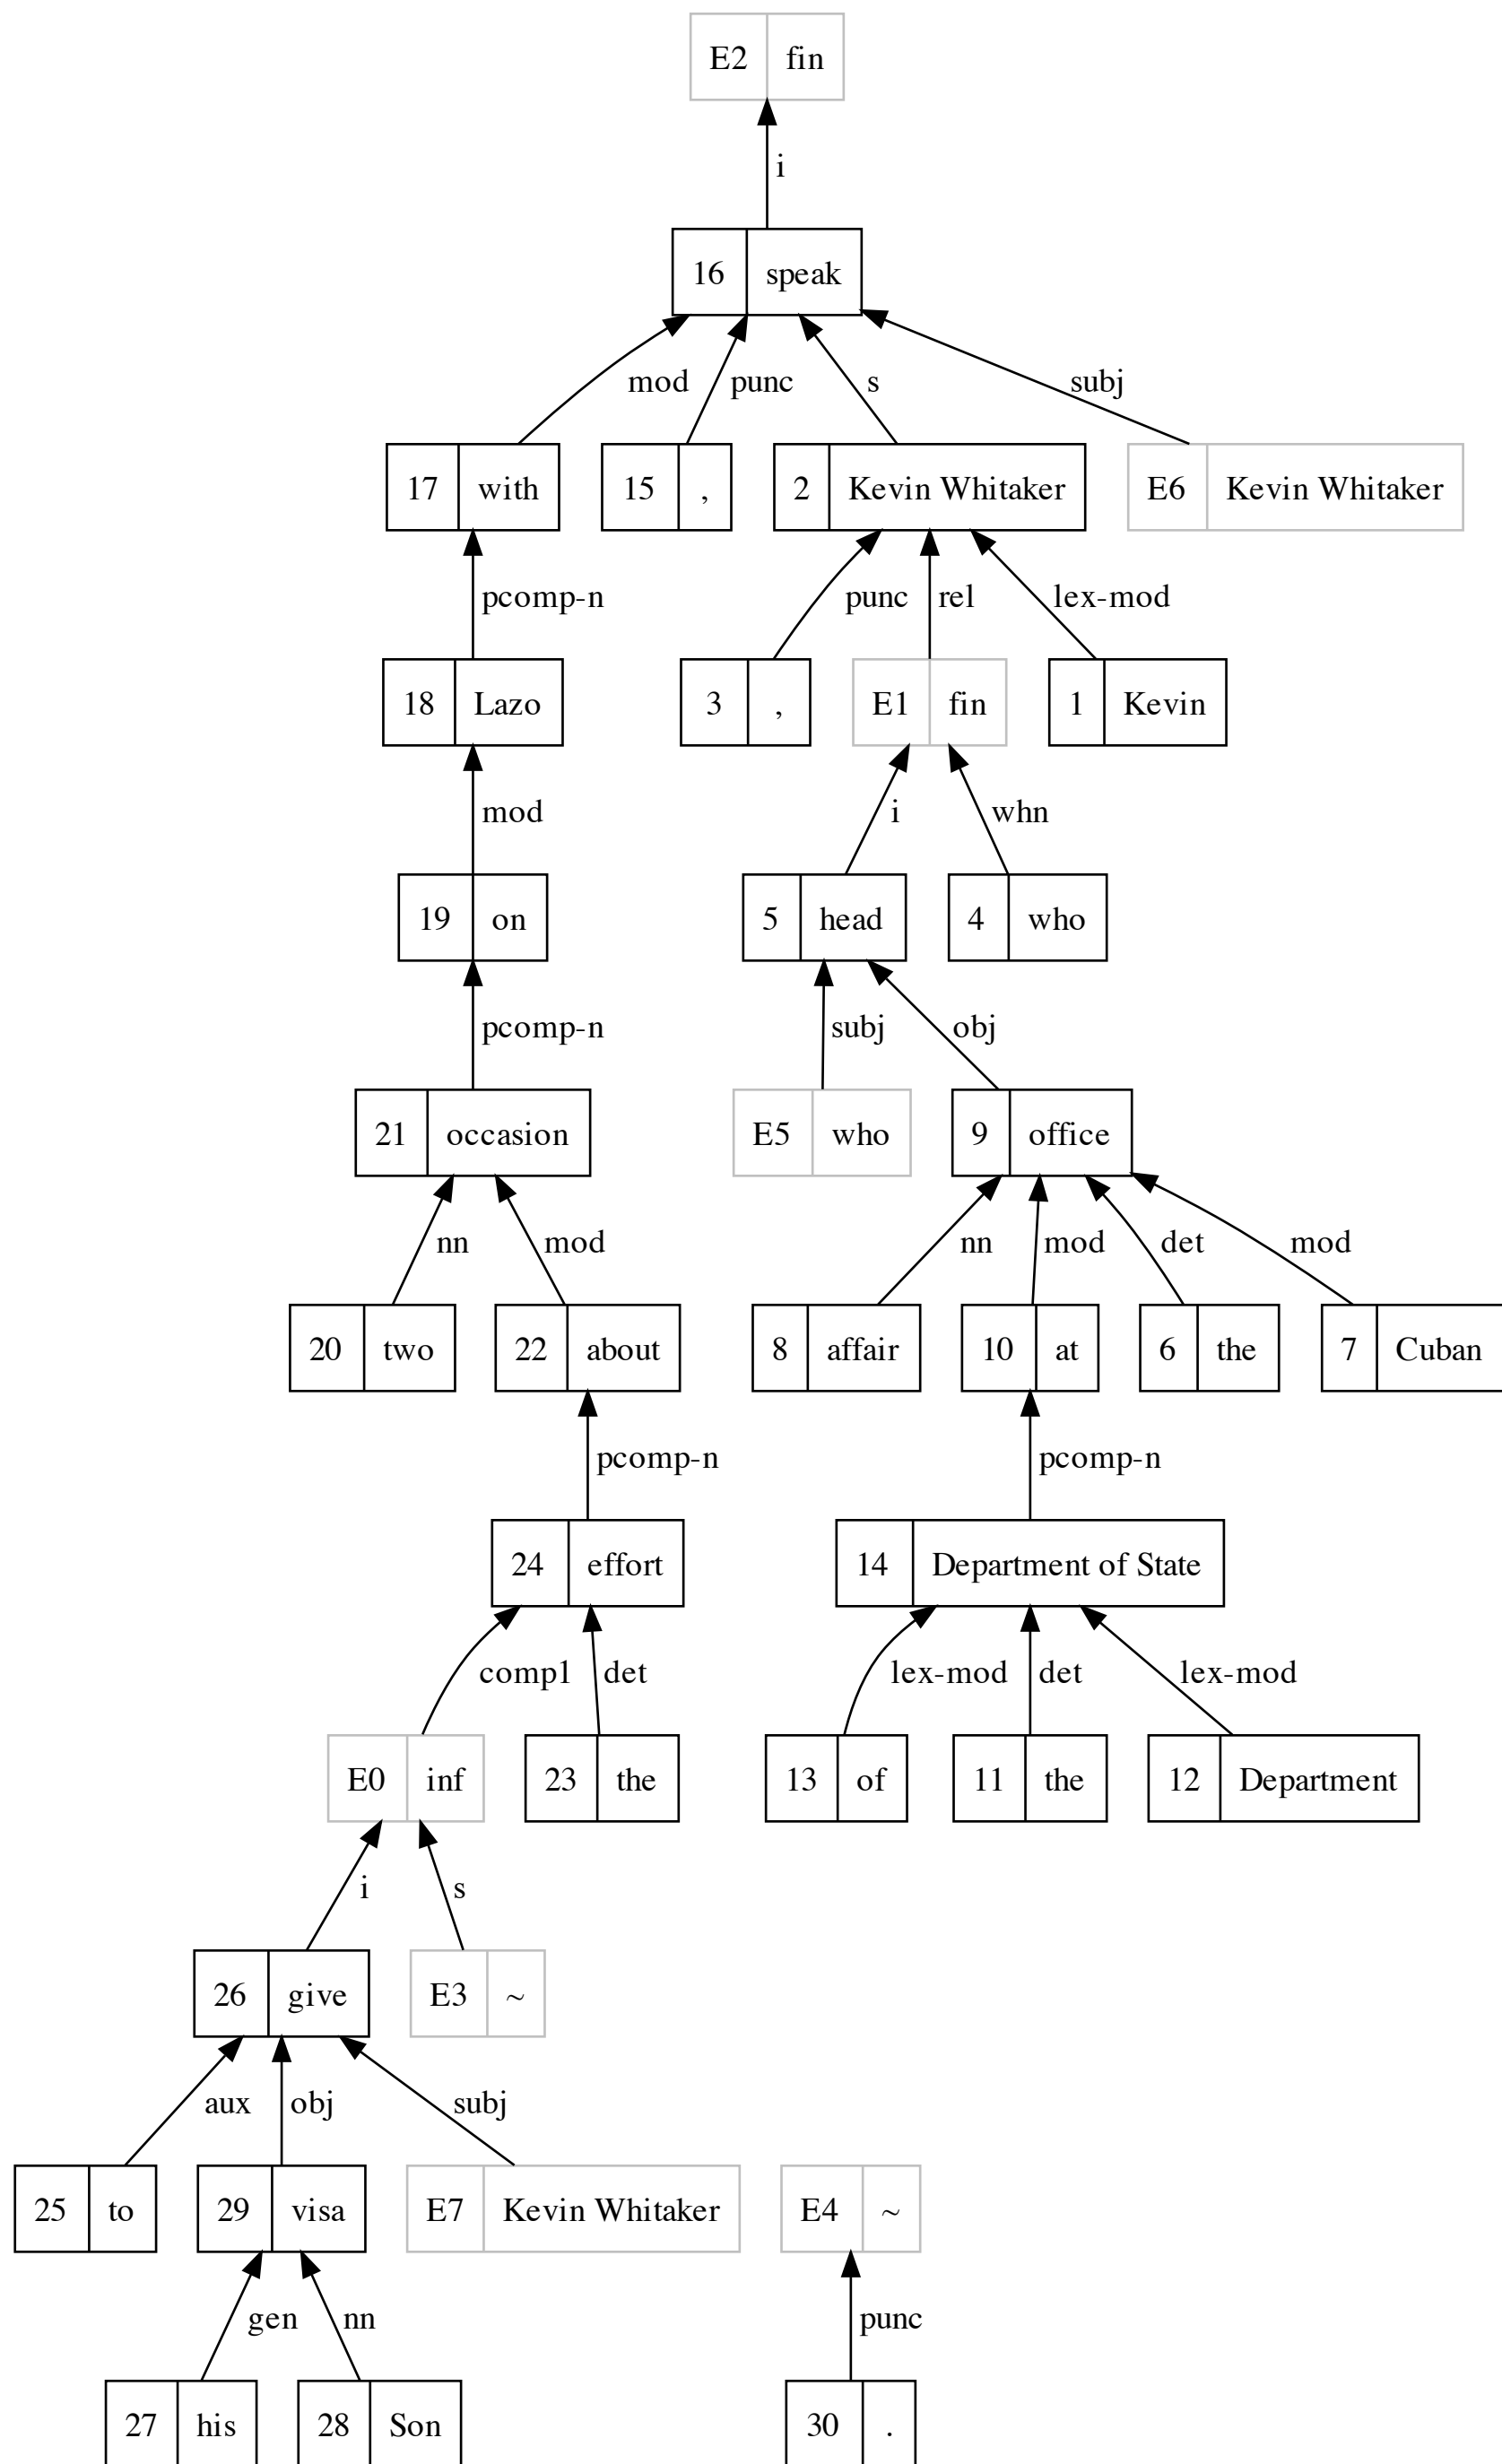 E2 fin
i
16 speak
mod punc s subj
17 with 15 , 2 Kevin Whitaker E6 Kevin Whitaker
pcomp-n punc rel lex-mod
18 Lazo 3 , E1 fin 1 Kevin
mod i whn
19 on 5 head 4 who
pcomp-n subj obj
21 occasion E5 who 9 office
nn mod nn mod det mod
20 two 22 about 8 affair 10 at 6 the 7 Cuban
pcomp-n pcomp-n
24 effort 14 Department of State
comp1 det lex-mod det lex-mod
E0 inf 23 the 13 of 11 the 12 Department
i s
26 give E3 ~
aux obj subj
25 to 29 visa E7 Kevin Whitaker E4 ~
gen nn punc
27 his 28 Son 30 .